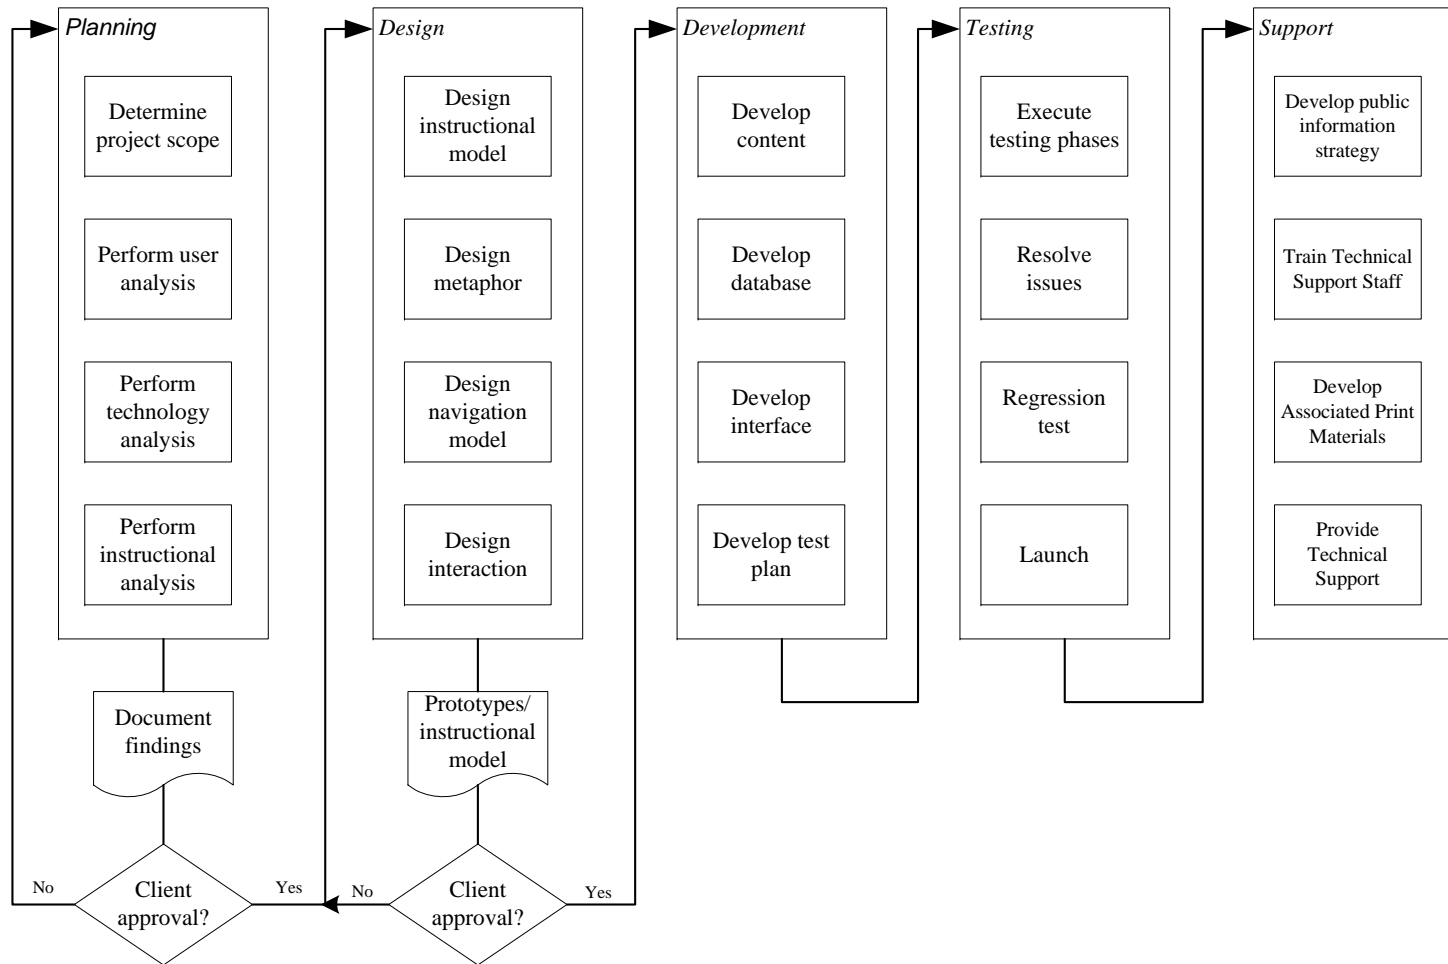 Planning
Determine
project scope
Perform user
analysis
Perform
technology
analysis
Perform
instructional
analysis
Document
findings
Client
approval?
No
Yes
Design
Design
instructional
model
Design
metaphor
Design
navigation
model
Design
interaction
Prototypes/
instructional
model
Client
approval?
No
Yes
Development
Develop
content
Develop
database
Develop
interface
Develop test
plan
Testing
Execute
testing phases
Resolve
issues
Regression
test
Launch
Support
Develop public
information
strategy
Train Technical
Support Staff
Develop
Associated Print
Materials
Provide
Technical
Support